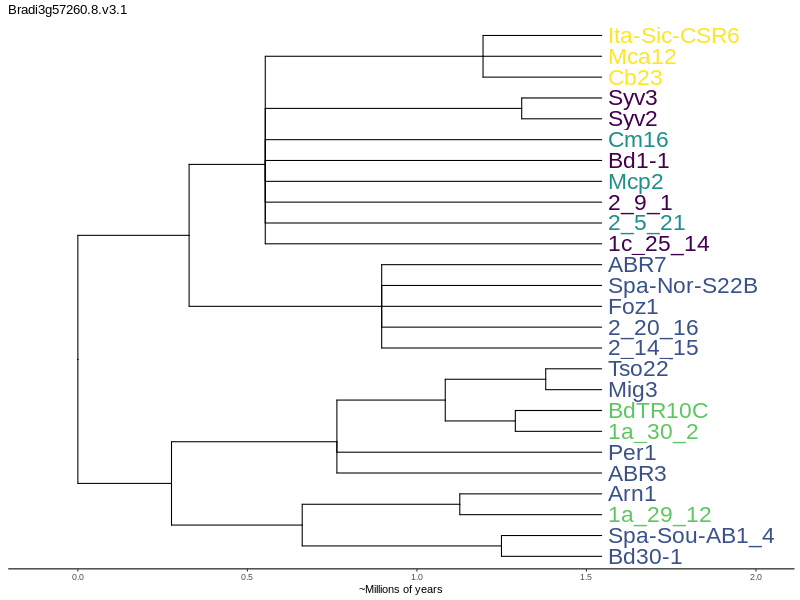 Bradi3g57260.8.v3.1
Ita-Sic-CSR6
Mca12
Cb23
Syv3
Syv2
Cm16
Bd1-1
Mcp2
2_9_1
2_5_21
1c_25_14
ABR7
Spa-Nor-S22B
Foz1
2_20_16
2_14_15
Tso22
Mig3
BdTR10C
1a_30_2
Per1
ABR3
Arn1
1a_29_12
Spa-Sou-AB1_4
Bd30-1
0.0 0.5 1.0 1.5 2.0
~Millions of years